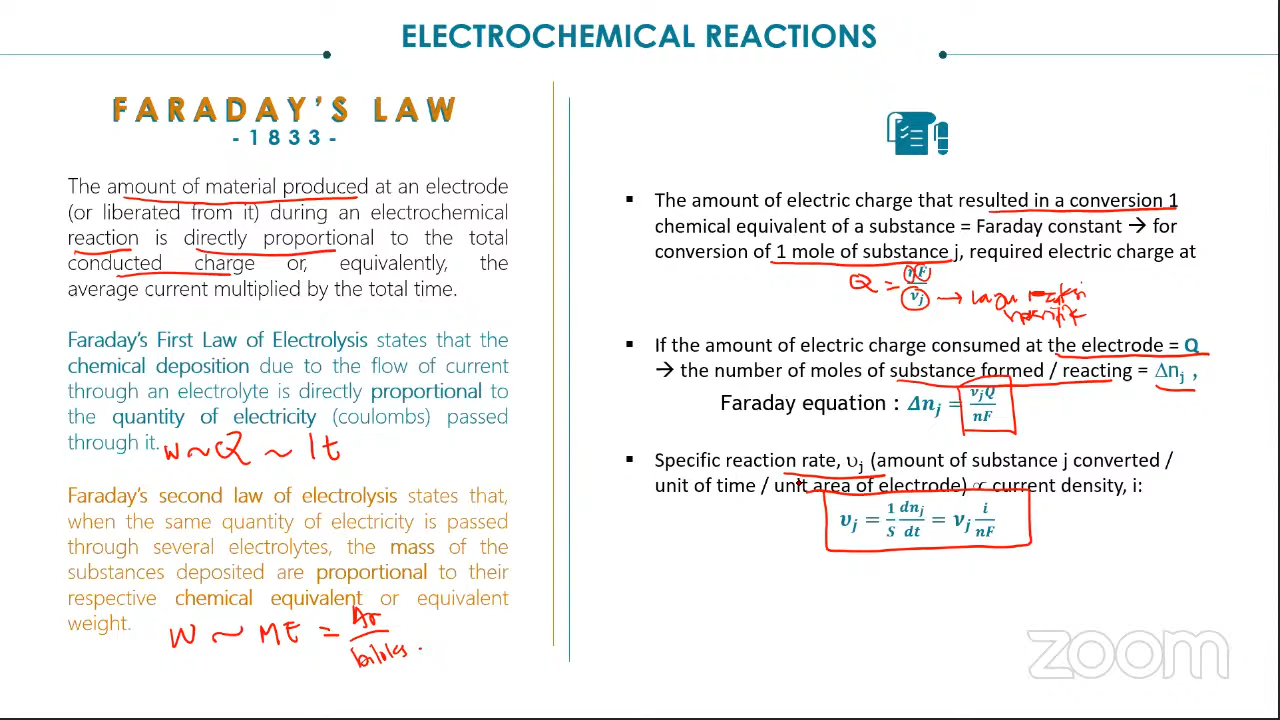 ELECTROCHEMICAL REACTIONS
FARADAY'S LAW
-1833-
The amount of material produced at an electrode
(or liberated from it) during an electrochemical
reaction is directly proportional to the total
conducted charge or, equivalently, the
average current multiplied by the total time.
Faraday's First Law of Electrolysis states that the
chemical deposition due to the flow of current
through an electrolyte is directly proportional to
the quantity of electricity (coulombs) passed
through it.
W ~ Q ~ It
Faraday's second law of electrolysis states that,
when the same quantity of electricity is passed
through several electrolytes, the mass of the
substances deposited are proportional to their
respective chemical equivalent or equivalent
weight.
W ~ ME = Ar / biloks.
▪ The amount of electric charge that resulted in a conversion 1
chemical equivalent of a substance = Faraday constant → for
conversion of 1 mole of substance j, required electric charge at
Q = nF / νj → laju reaksi
spesifik
▪ If the amount of electric charge consumed at the electrode = Q
→ the number of moles of substance formed / reacting = Δnj ,
Faraday equation : Δnj = νjQ / nF
▪ Specific reaction rate, υj (amount of substance j converted /
unit of time / unit area of electrode) ∝ current density, i:
υj = 1/S dnj/dt = νj i/nF
zoom